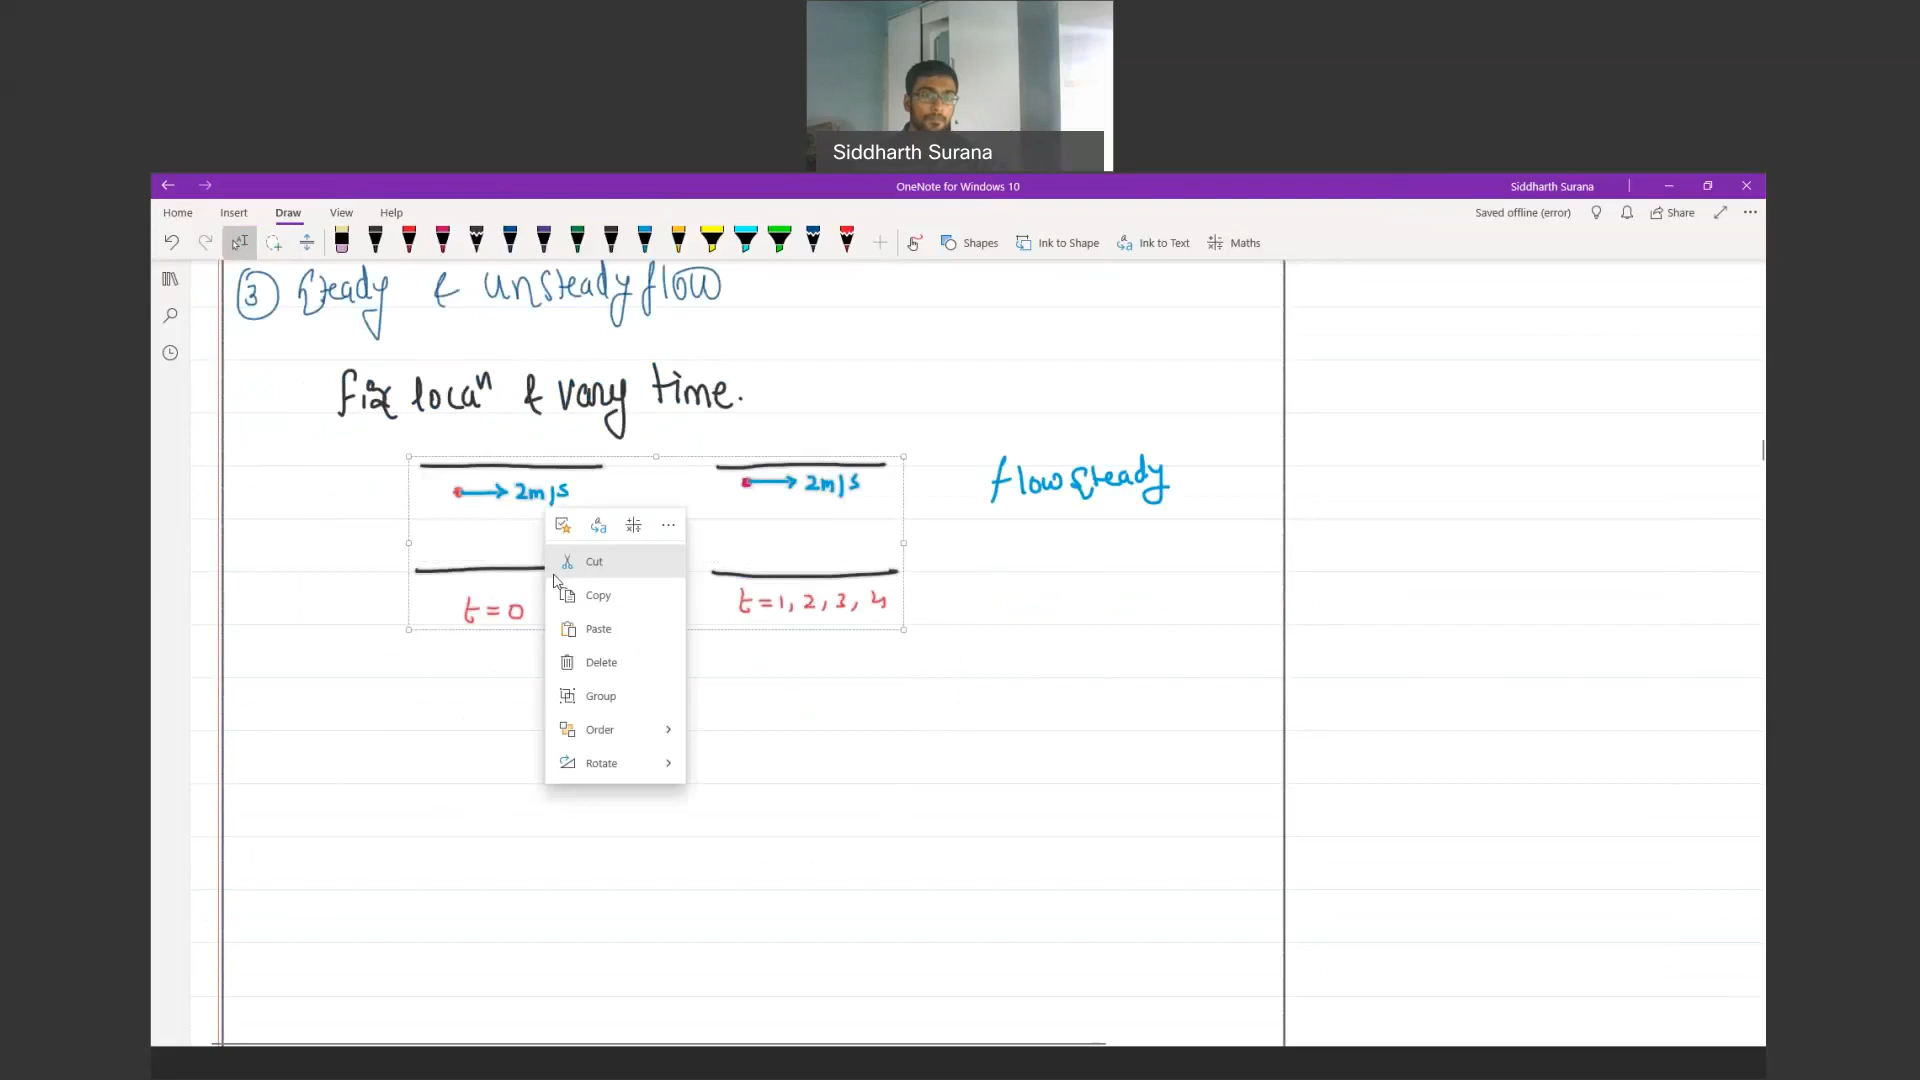 Siddharth Surana
OneNote for Windows 10
Siddharth Surana
Home Insert Draw View Help
Saved offline (error)
Share
Shapes
Ink to Shape
Ink to Text
Maths
3 Steady & Unsteady flow
fix locaⁿ & vary time.
2m/s
2m/s
flow steady
t=0
t=1, 2, 3, 4
Cut
Copy
Paste
Delete
Group
Order
Rotate